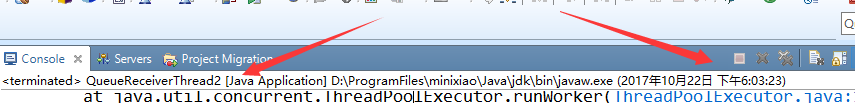 Q
Console Servers Project Migration
<terminated> QueueReceiverThread2 [Java Application] D:\ProgramFiles\minixiao\Java\jdk\bin\javaw.exe (2017年10月22日 下午6:03:23)
at java.util.concurrent.ThreadPoolExecutor.runWorker(ThreadPoolExecutor.java: